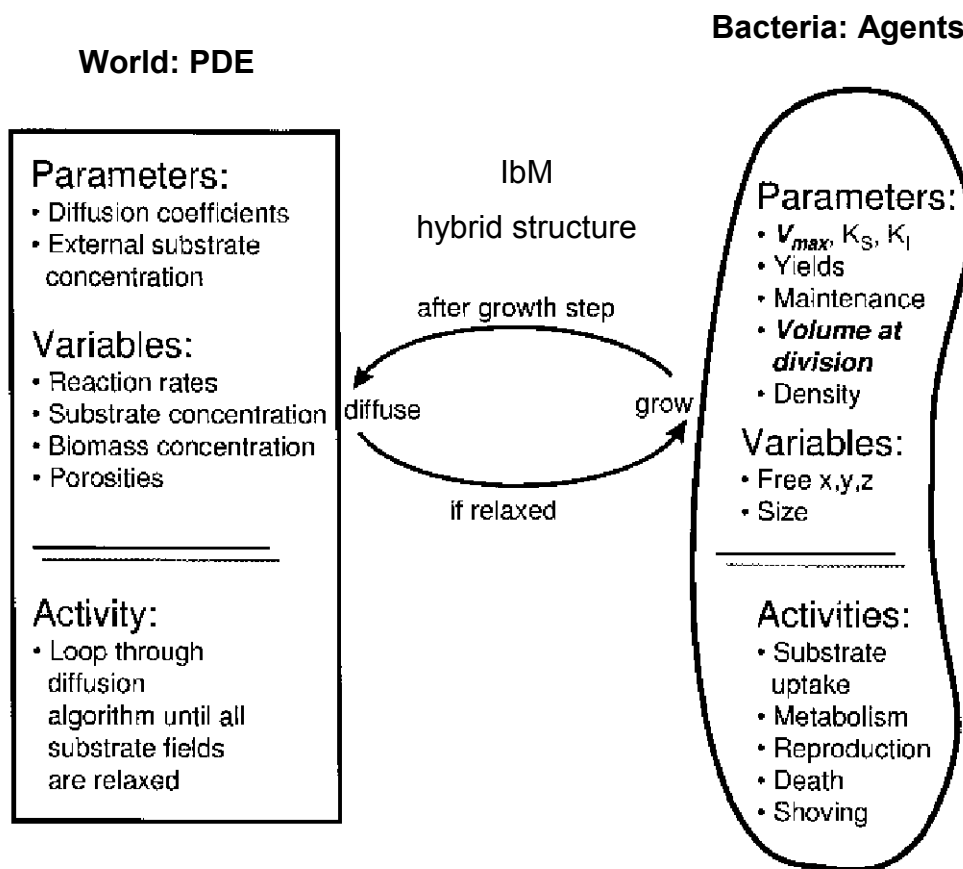 World: PDE
Parameters:
• Diffusion coefficients
• External substrate
concentration
Variables:
• Reaction rates
• Substrate concentration
• Biomass concentration
• Porosities
Activity:
• Loop through
diffusion
algorithm until all
substrate fields
are relaxed
IbM
hybrid structure
after growth step
diffuse
grow
if relaxed
Bacteria: Agents
Parameters:
• Vmax, KS, KI
• Yields
• Maintenance
• Volume at
division
• Density
Variables:
• Free x,y,z
• Size
Activities:
• Substrate
uptake
• Metabolism
• Reproduction
• Death
• Shoving